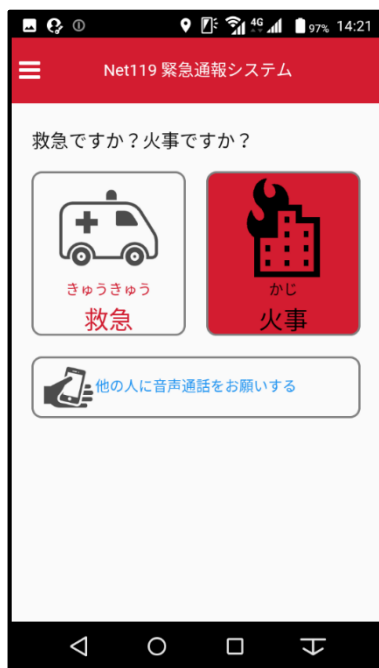 4G 97% 14:21
Net119 緊急通報システム
救急ですか？火事ですか？
きゅうきゅう
救急
かじ
火事
他の人に音声通話をお願いする